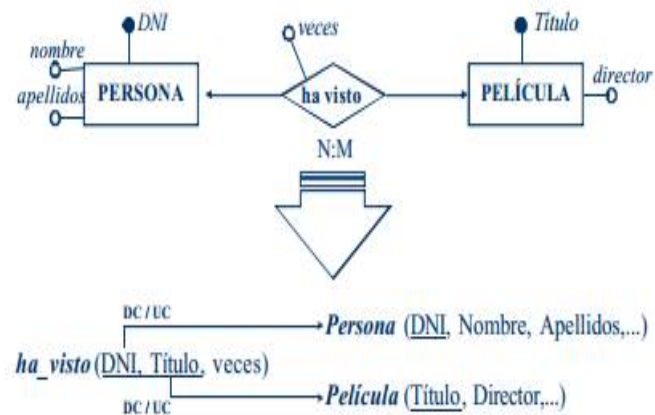 DNI
veces
Título
nombre
apellidos
PERSONA
ha visto
PELÍCULA
director
N:M
DC / UC
Persona (DNI, Nombre, Apellidos,...)
ha_visto (DNI, Título, veces)
Película (Título, Director,...)
DC / UC